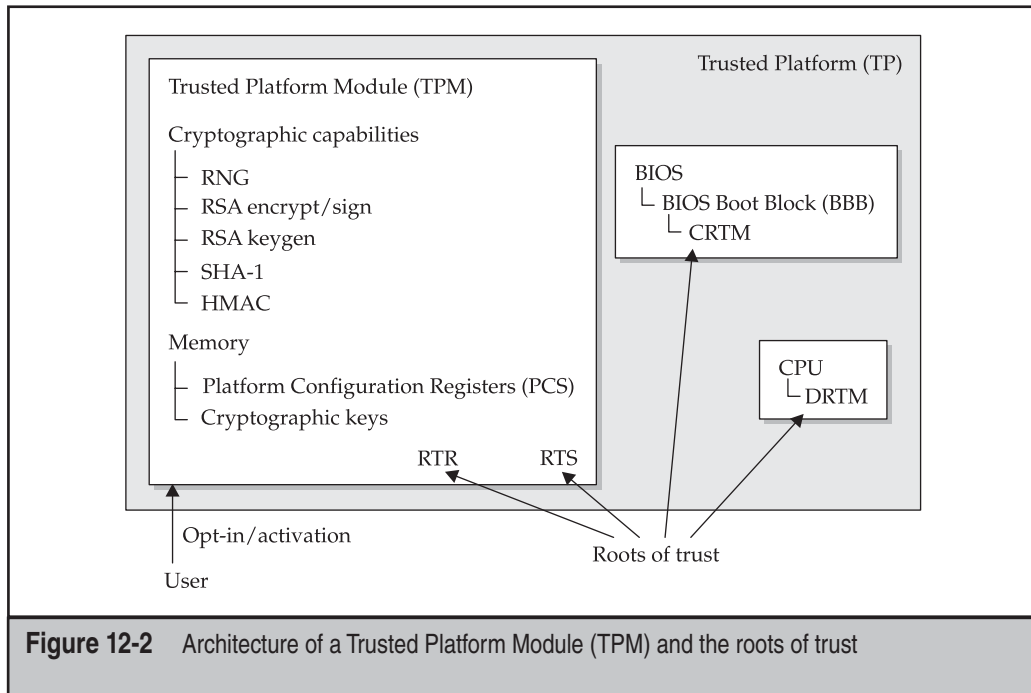 Trusted Platform (TP)
Trusted Platform Module (TPM)
Cryptographic capabilities
RNG
RSA encrypt/sign
RSA keygen
SHA-1
HMAC
Memory
Platform Configuration Registers (PCS)
Cryptographic keys
RTR
RTS
BIOS
BIOS Boot Block (BBB)
CRTM
CPU
DRTM
Opt-in/activation
User
Roots of trust
Figure 12-2 Architecture of a Trusted Platform Module (TPM) and the roots of trust